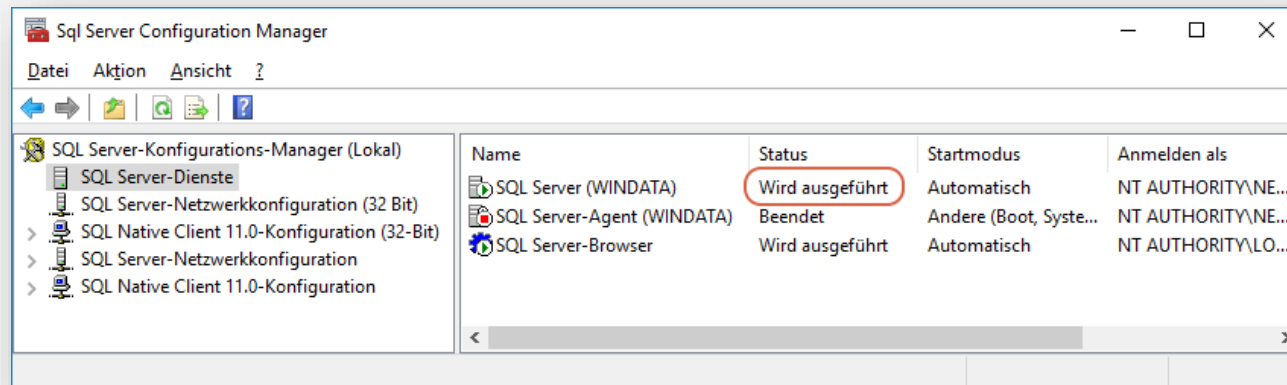 Sql Server Configuration Manager
Datei Aktion Ansicht ?
SQL Server-Konfigurations-Manager (Lokal)
SQL Server-Dienste
SQL Server-Netzwerkkonfiguration (32 Bit)
SQL Native Client 11.0-Konfiguration (32-Bit)
SQL Server-Netzwerkkonfiguration
SQL Native Client 11.0-Konfiguration
Name Status Startmodus Anmelden als
SQL Server (WINDATA) Wird ausgeführt Automatisch NT AUTHORITY\NE...
SQL Server-Agent (WINDATA) Beendet Andere (Boot, Syste... NT AUTHORITY\NE...
SQL Server-Browser Wird ausgeführt Automatisch NT AUTHORITY\LO...